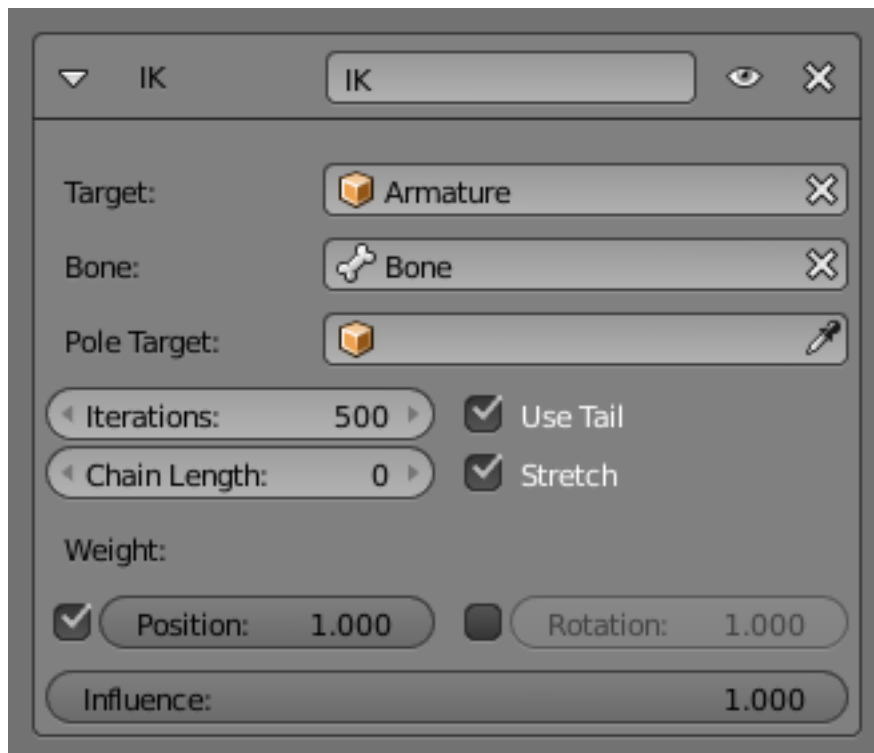 IK IK
Target: Armature
Bone: Bone
Pole Target:
Iterations: 500 Use Tail
Chain Length: 0 Stretch
Weight:
Position: 1.000 Rotation: 1.000
Influence: 1.000